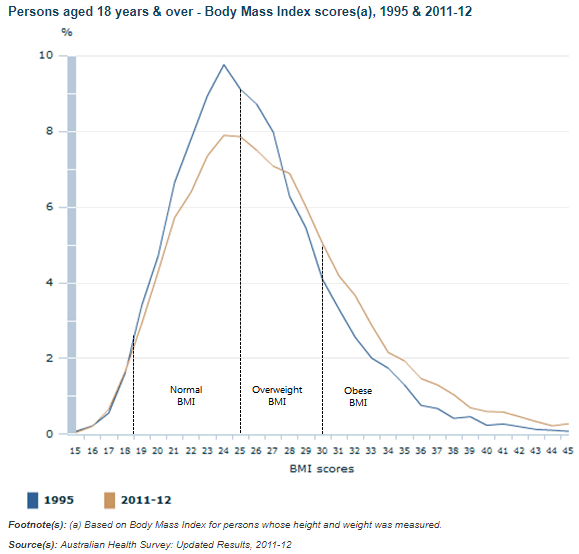 Persons aged 18 years & over - Body Mass Index scores(a), 1995 & 2011-12
%
10
8
6
4
2
0
Normal
BMI
Overweight
BMI
Obese
BMI
15 16 17 18 19 20 21 22 23 24 25 26 27 28 29 30 31 32 33 34 35 36 37 38 39 40 41 42 43 44 45
BMI scores
1995 2011-12
Footnote(s): (a) Based on Body Mass Index for persons whose height and weight was measured.
Source(s): Australian Health Survey: Updated Results, 2011-12